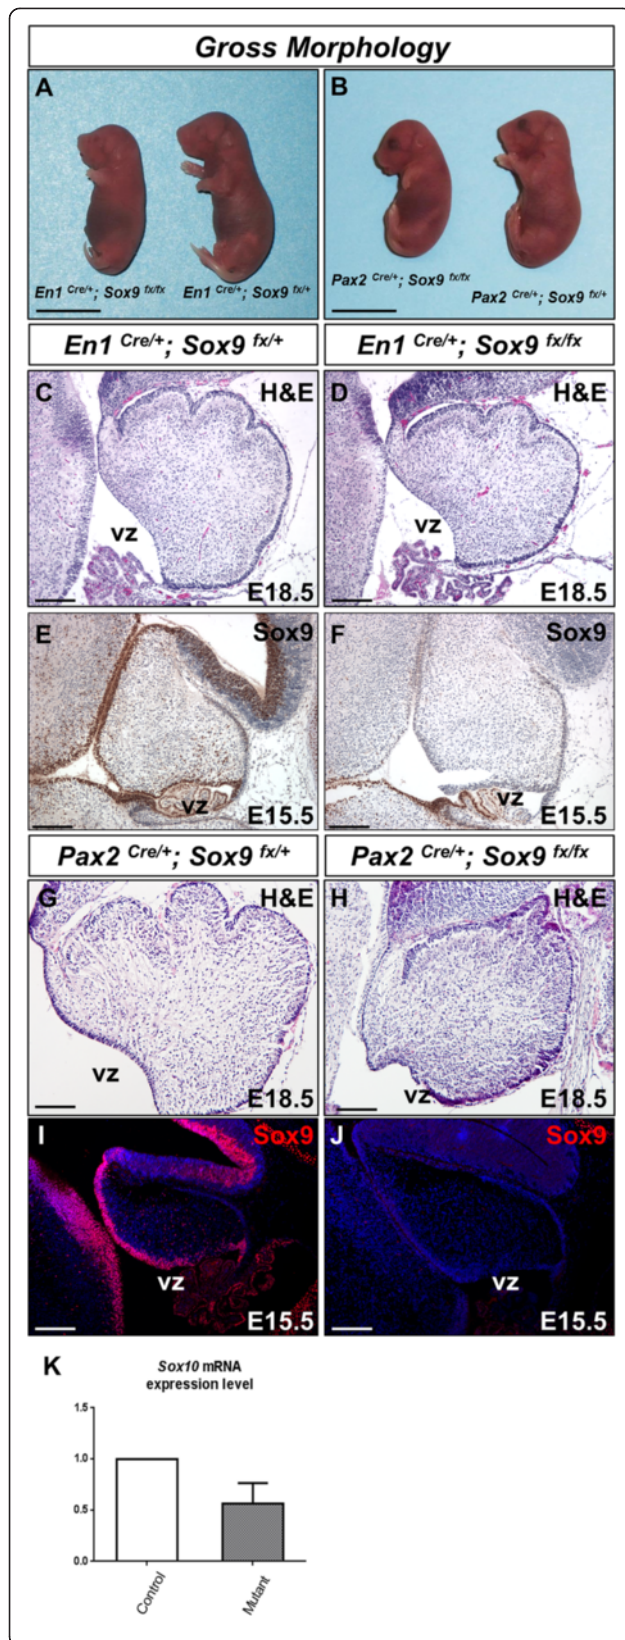 Gross Morphology
A
En1 Cre/+; Sox9 fx/fx
En1 Cre/+; Sox9 fx/+
B
Pax2 Cre/+; Sox9 fx/fx
Pax2 Cre/+; Sox9 fx/+
En1 Cre/+; Sox9 fx/+
En1 Cre/+; Sox9 fx/fx
C
H&E
vz
E18.5
D
H&E
vz
E18.5
E
Sox9
vz
E15.5
F
Sox9
vz
E15.5
Pax2 Cre/+; Sox9 fx/+
Pax2 Cre/+; Sox9 fx/fx
G
H&E
vz
E18.5
H
H&E
vz
E18.5
I
Sox9
vz
E15.5
J
Sox9
vz
E15.5
K
Sox10 mRNA
expression level
1.5
1.0
0.5
0.0
Control
Mutant